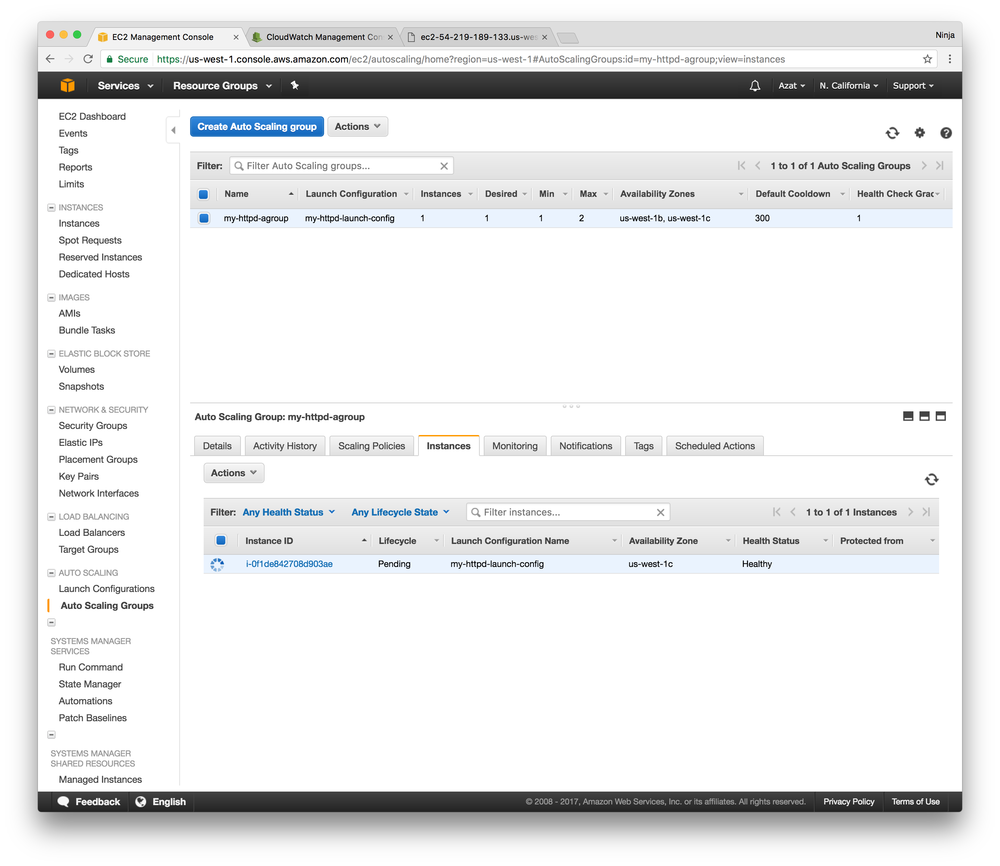 EC2 Management Console
CloudWatch Management Con
ec2-54-219-189-133.us-wes
Ninja
Secure https://us-west-1.console.aws.amazon.com/ec2/autoscaling/home?region=us-west-1#AutoScalingGroups:id=my-httpd-agroup;view=instances
Services Resource Groups Azat N. California Support
EC2 Dashboard
Events
Tags
Reports
Limits
INSTANCES
Instances
Spot Requests
Reserved Instances
Dedicated Hosts
IMAGES
AMIs
Bundle Tasks
ELASTIC BLOCK STORE
Volumes
Snapshots
NETWORK & SECURITY
Security Groups
Elastic IPs
Placement Groups
Key Pairs
Network Interfaces
LOAD BALANCING
Load Balancers
Target Groups
AUTO SCALING
Launch Configurations
Auto Scaling Groups
SYSTEMS MANAGER
SERVICES
Run Command
State Manager
Automations
Patch Baselines
SYSTEMS MANAGER
SHARED RESOURCES
Managed Instances
Create Auto Scaling group Actions
Filter: Filter Auto Scaling groups... 1 to 1 of 1 Auto Scaling Groups
Name Launch Configuration Instances Desired Min Max Availability Zones Default Cooldown Health Check Grac
my-httpd-agroup my-httpd-launch-config 1 1 1 2 us-west-1b, us-west-1c 300 1
Auto Scaling Group: my-httpd-agroup
Details Activity History Scaling Policies Instances Monitoring Notifications Tags Scheduled Actions
Actions
Filter: Any Health Status Any Lifecycle State Filter instances... 1 to 1 of 1 Instances
Instance ID Lifecycle Launch Configuration Name Availability Zone Health Status Protected from
i-0f1de842708d903ae Pending my-httpd-launch-config us-west-1c Healthy
Feedback English © 2008 - 2017, Amazon Web Services, Inc. or its affiliates. All rights reserved. Privacy Policy Terms of Use